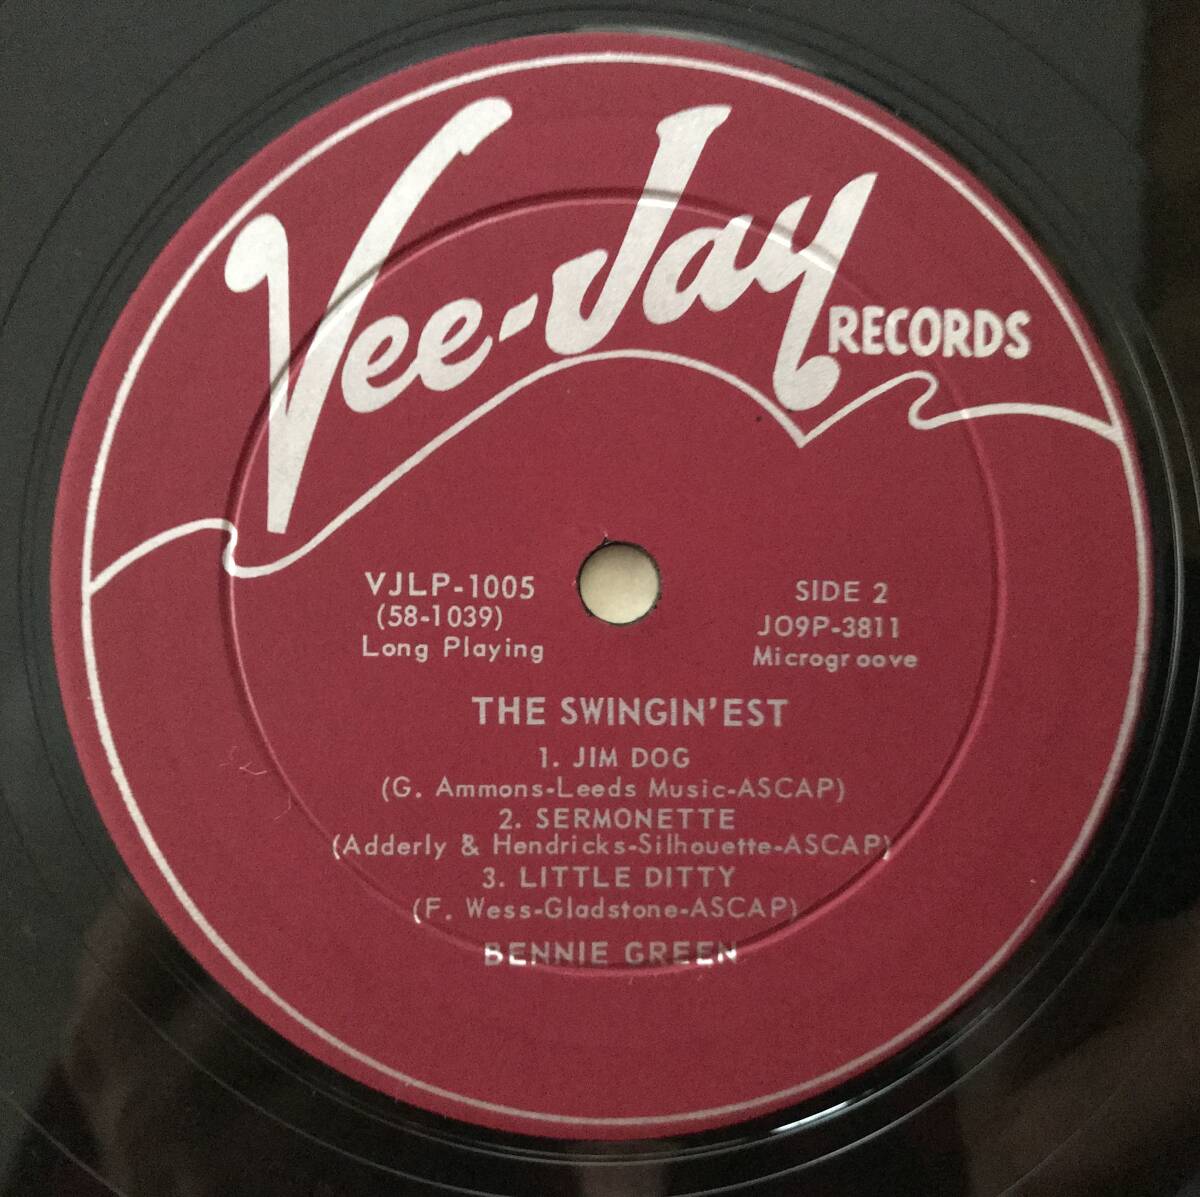 Vee-Jay
RECORDS
VJLP-1005
(58-1039)
Long Playing
SIDE 2
JO9P-3811
Microgroove
THE SWINGIN'EST
1. JIM DOG
(G. Ammons-Leeds Music-ASCAP)
2. SERMONETTE
(Adderly & Hendricks-Silhouette-ASCAP)
3. LITTLE DITTY
(F. Wess-Gladstone-ASCAP)
BENNIE GREEN